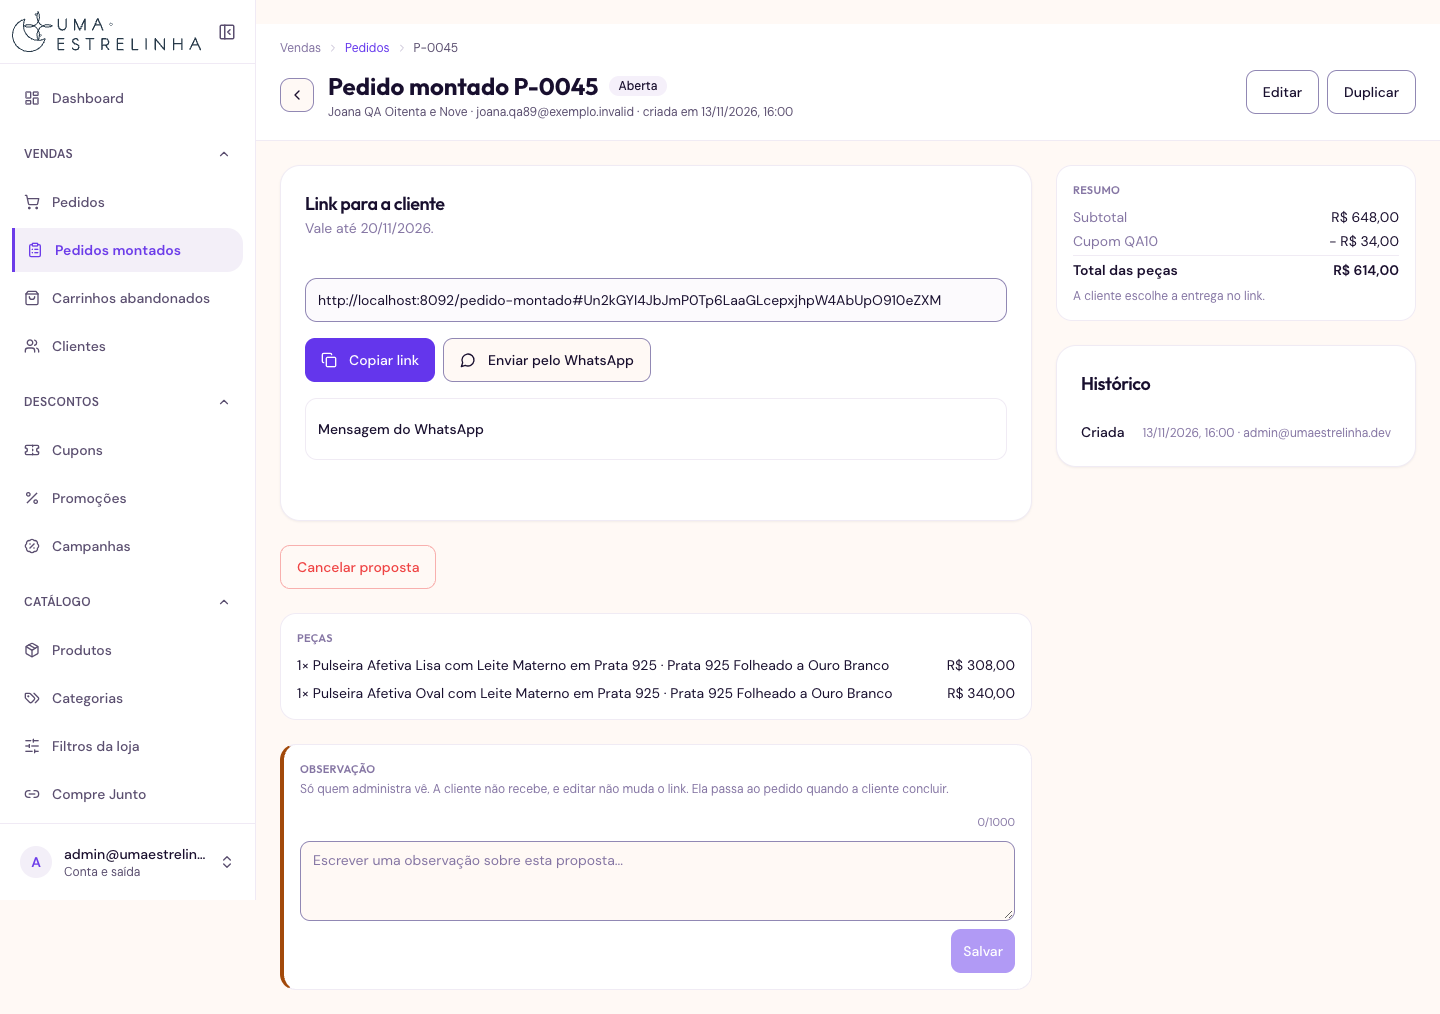 UMA
ESTRELINHA
Dashboard
VENDAS
Pedidos
Pedidos montados
Carrinhos abandonados
Clientes
DESCONTOS
Cupons
Promoções
Campanhas
CATÁLOGO
Produtos
Categorias
Filtros da loja
Compre Junto
A
admin@umaestrelin...
Conta e saída
Vendas > Pedidos > P-0045
Pedido montado P-0045 Aberta
Joana QA Oitenta e Nove · joana.qa89@exemplo.invalid · criada em 13/11/2026, 16:00
Editar Duplicar
Link para a cliente
Vale até 20/11/2026.
http://localhost:8092/pedido-montado#Un2kGYI4JbJmP0Tp6LaaGLcepxjhpW4AbUpO910eZXM
Copiar link Enviar pelo WhatsApp
Mensagem do WhatsApp
Cancelar proposta
PEÇAS
1× Pulseira Afetiva Lisa com Leite Materno em Prata 925 · Prata 925 Folheado a Ouro Branco R$ 308,00
1× Pulseira Afetiva Oval com Leite Materno em Prata 925 · Prata 925 Folheado a Ouro Branco R$ 340,00
OBSERVAÇÃO
Só quem administra vê. A cliente não recebe, e editar não muda o link. Ela passa ao pedido quando a cliente concluir.
0/1000
Escrever uma observação sobre esta proposta...
Salvar
RESUMO
Subtotal R$ 648,00
Cupom QA10 - R$ 34,00
Total das peças R$ 614,00
A cliente escolhe a entrega no link.
Histórico
Criada 13/11/2026, 16:00 · admin@umaestrelinha.dev